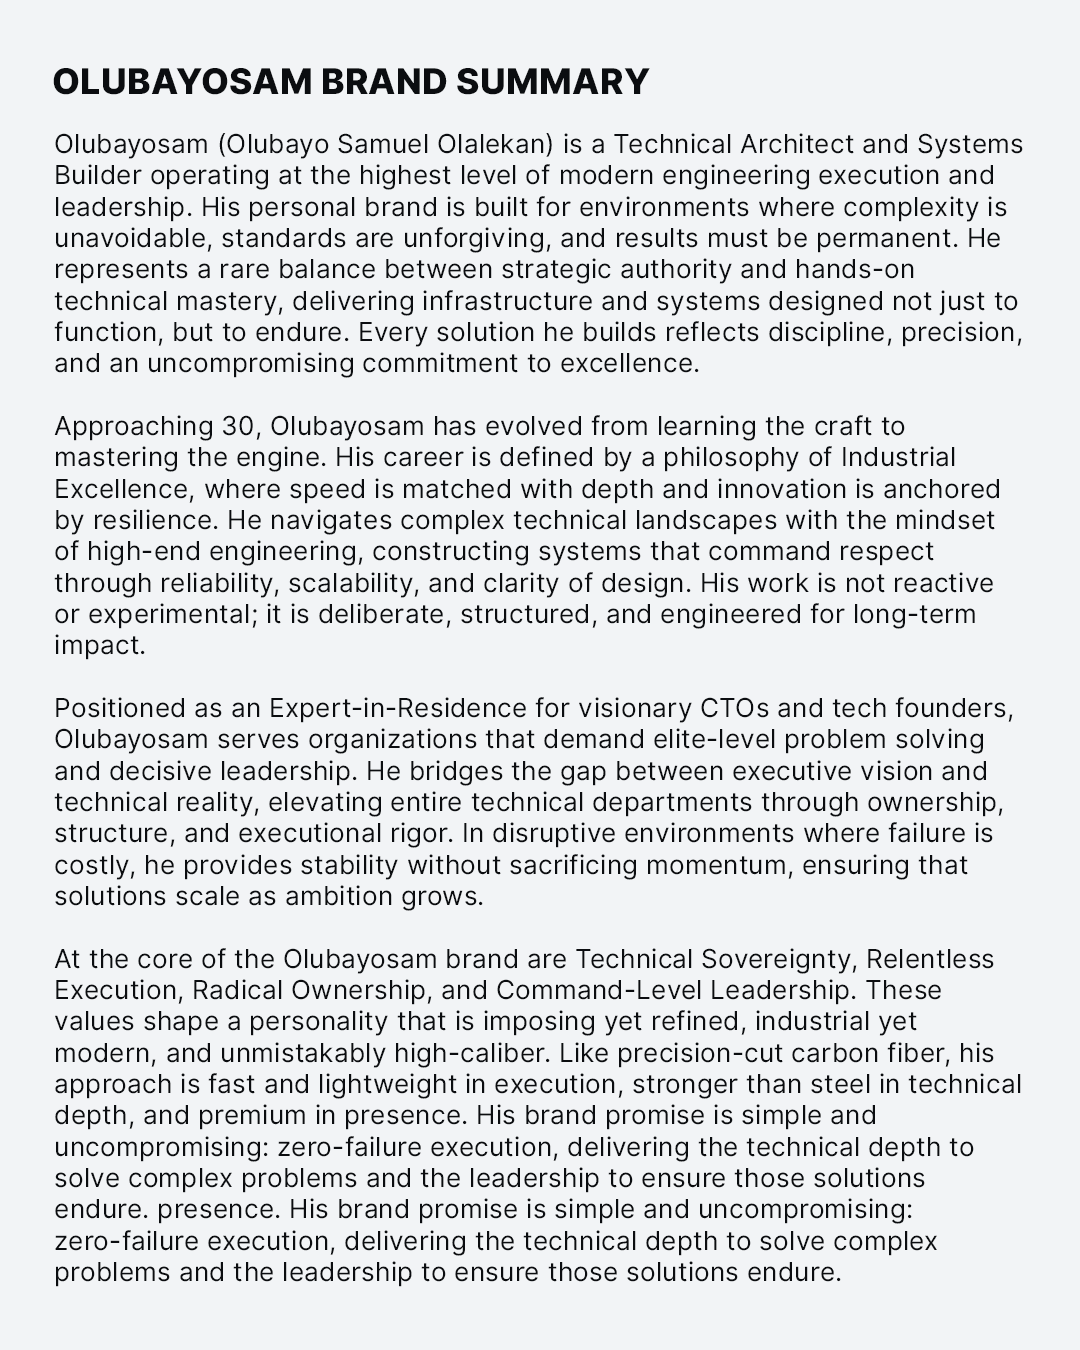 OLUBAYOSAM BRAND SUMMARY
Olubayosam (Olubayo Samuel Olalekan) is a Technical Architect and Systems
Builder operating at the highest level of modern engineering execution and
leadership. His personal brand is built for environments where complexity is
unavoidable, standards are unforgiving, and results must be permanent. He
represents a rare balance between strategic authority and hands-on
technical mastery, delivering infrastructure and systems designed not just to
function, but to endure. Every solution he builds reflects discipline, precision,
and an uncompromising commitment to excellence.
Approaching 30, Olubayosam has evolved from learning the craft to
mastering the engine. His career is defined by a philosophy of Industrial
Excellence, where speed is matched with depth and innovation is anchored
by resilience. He navigates complex technical landscapes with the mindset
of high-end engineering, constructing systems that command respect
through reliability, scalability, and clarity of design. His work is not reactive
or experimental; it is deliberate, structured, and engineered for long-term
impact.
Positioned as an Expert-in-Residence for visionary CTOs and tech founders,
Olubayosam serves organizations that demand elite-level problem solving
and decisive leadership. He bridges the gap between executive vision and
technical reality, elevating entire technical departments through ownership,
structure, and executional rigor. In disruptive environments where failure is
costly, he provides stability without sacrificing momentum, ensuring that
solutions scale as ambition grows.
At the core of the Olubayosam brand are Technical Sovereignty, Relentless
Execution, Radical Ownership, and Command-Level Leadership. These
values shape a personality that is imposing yet refined, industrial yet
modern, and unmistakably high-caliber. Like precision-cut carbon fiber, his
approach is fast and lightweight in execution, stronger than steel in technical
depth, and premium in presence. His brand promise is simple and
uncompromising: zero-failure execution, delivering the technical depth to
solve complex problems and the leadership to ensure those solutions
endure. presence. His brand promise is simple and uncompromising:
zero-failure execution, delivering the technical depth to solve complex
problems and the leadership to ensure those solutions endure.